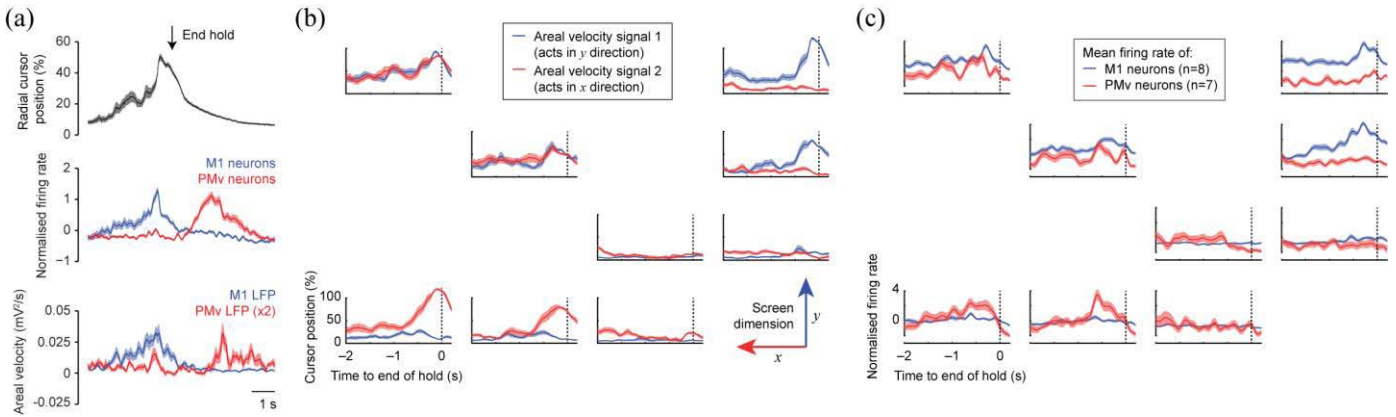 (a)
End hold
Radial cursor
position (%)
60
40
20
0
M1 neurons
PMv neurons
Normalised firing rate
2
1
0
−1
M1 LFP
PMv LFP (x2)
Areal velocity (mV²/s)
0.05
0.025
0
-0.025
1 s
(b)
Areal velocity signal 1
(acts in y direction)
Areal velocity signal 2
(acts in x direction)
Cursor position (%)
100
50
0
−2
−1
0
Time to end of hold (s)
Screen
dimension
y
x
(c)
Mean firing rate of:
M1 neurons (n=8)
PMv neurons (n=7)
Normalised firing rate
4
0
−2
−1
0
Time to end of hold (s)